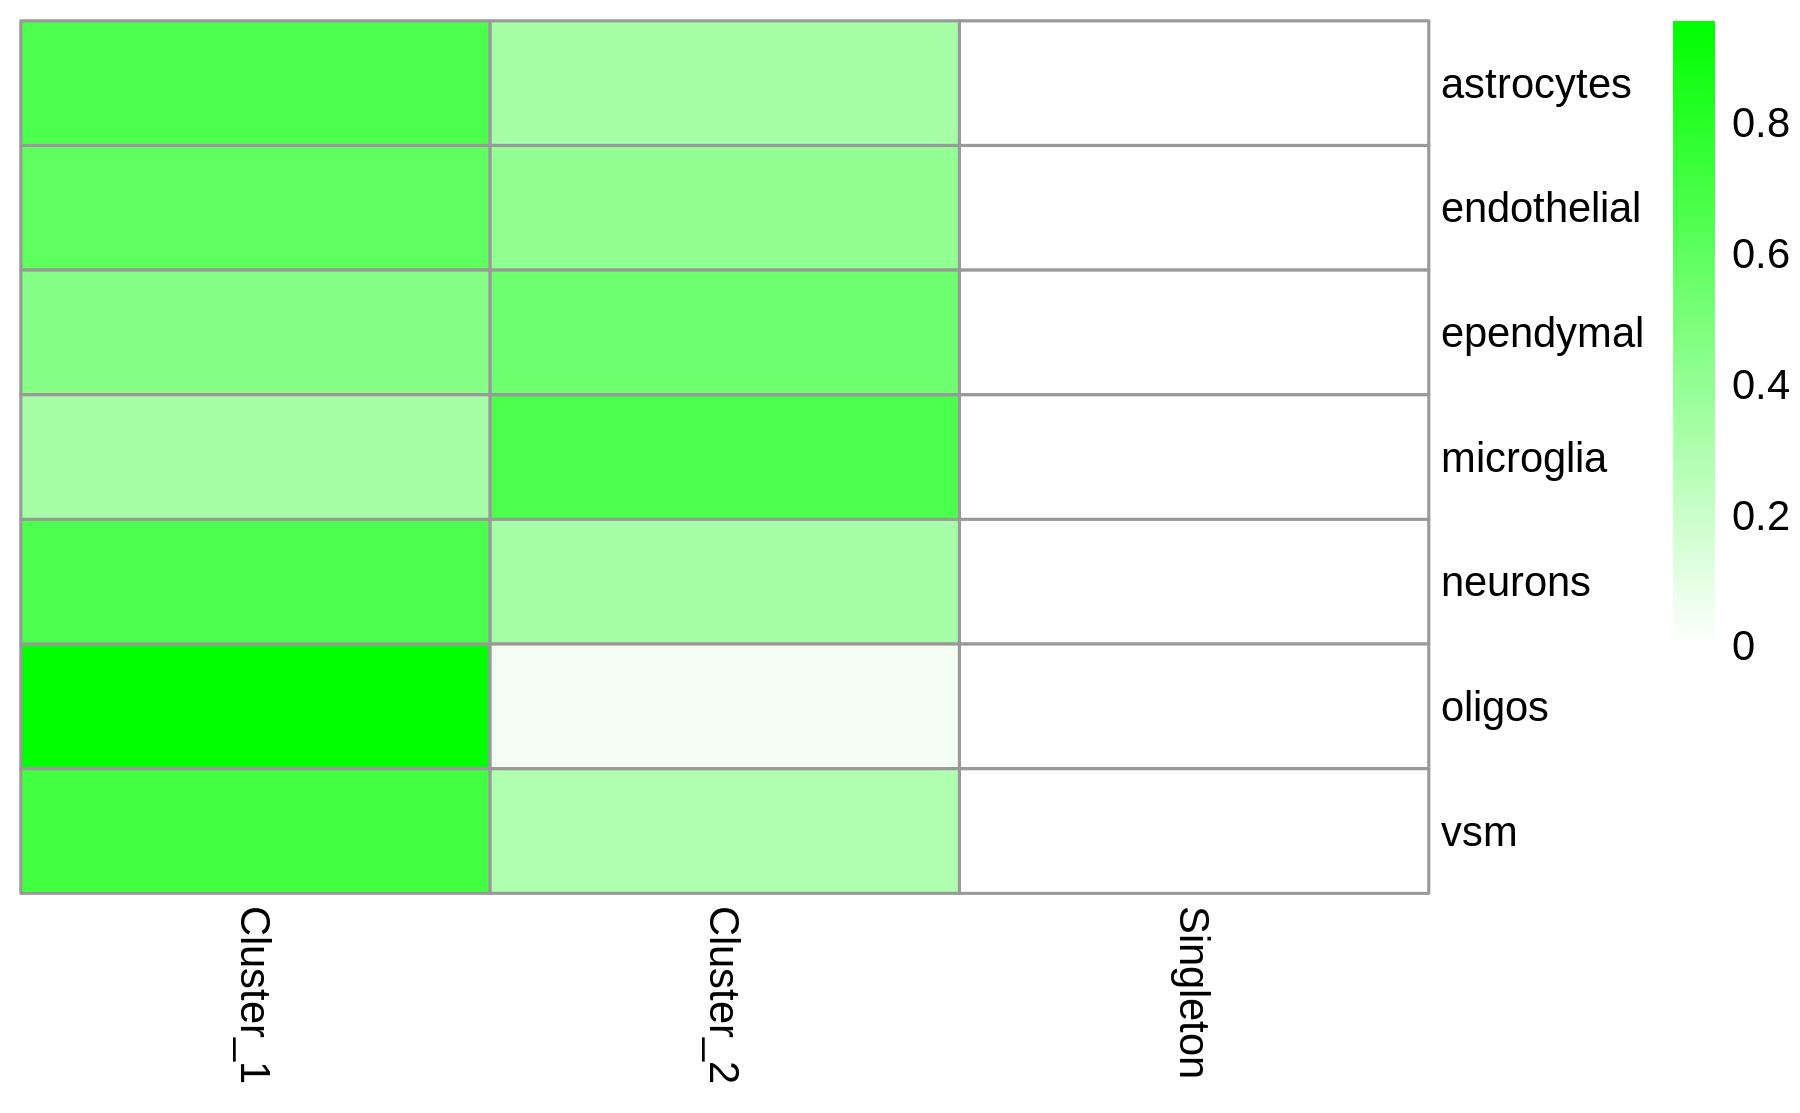 astrocytes
endothelial
ependymal
microglia
neurons
oligos
vsm
0.8
0.6
0.4
0.2
0
Cluster_1
Cluster_2
Singleton